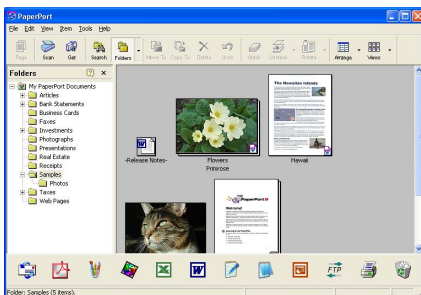 PaperPort
File Edit View Item Tools Help
Page Scan Get Search Folders Move To Copy To Delete Undo Stack Unstack Rotate Arrange Views
Folders
My PaperPort Documents
Articles
Bank Statements
Business Cards
Faxes
Investments
Photographs
Presentations
Real Estate
Receipts
Samples
Photos
Taxes
Web Pages
-Release Notes-
Flowers
Primrose
The Hawaiian Islands
Hawaii
PaperPort
FTP
Folder: Samples (5 items).